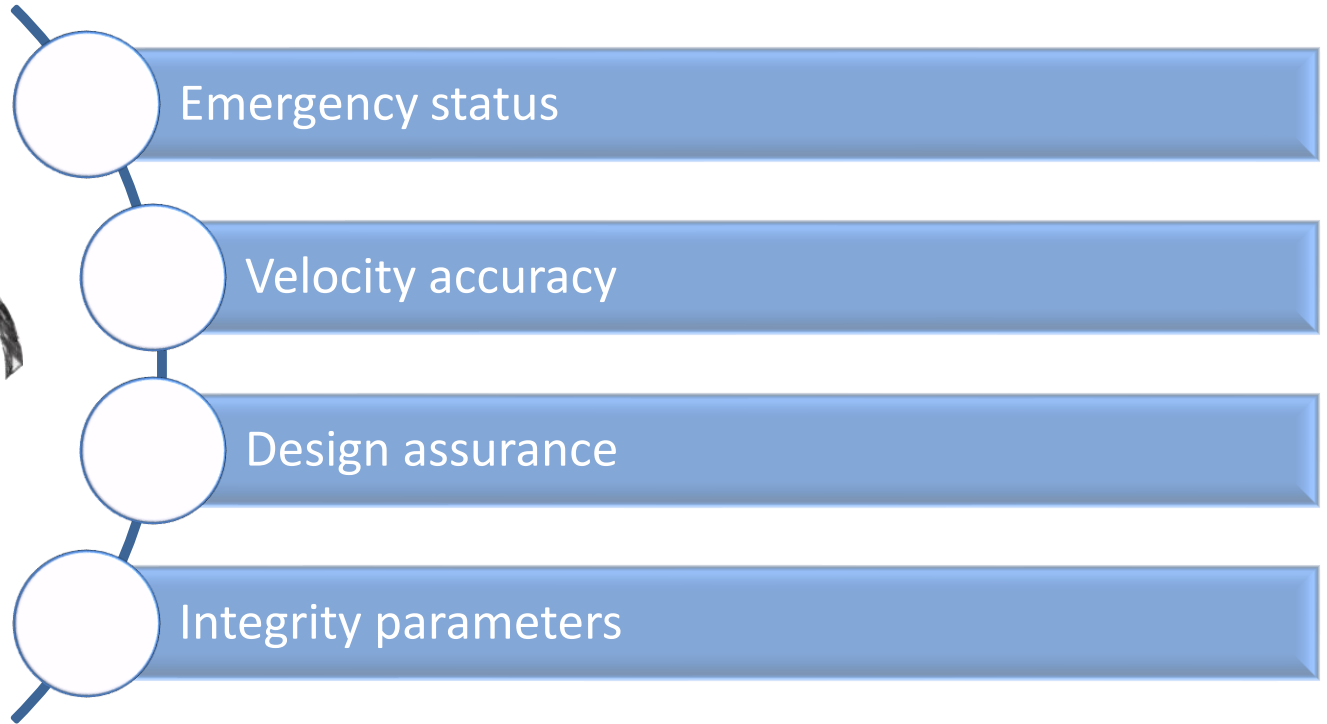 Emergency status
Velocity accuracy
Design assurance
Integrity parameters